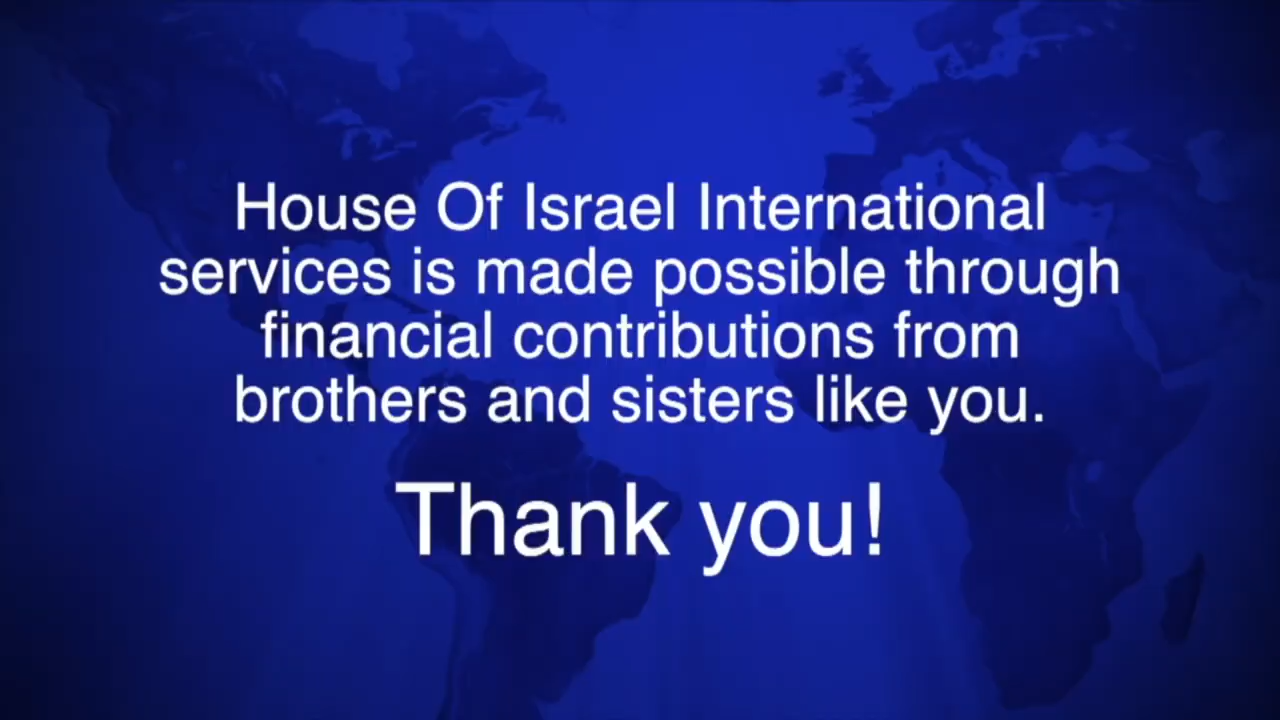 House Of Israel International
services is made possible through
financial contributions from
brothers and sisters like you.
Thank you!